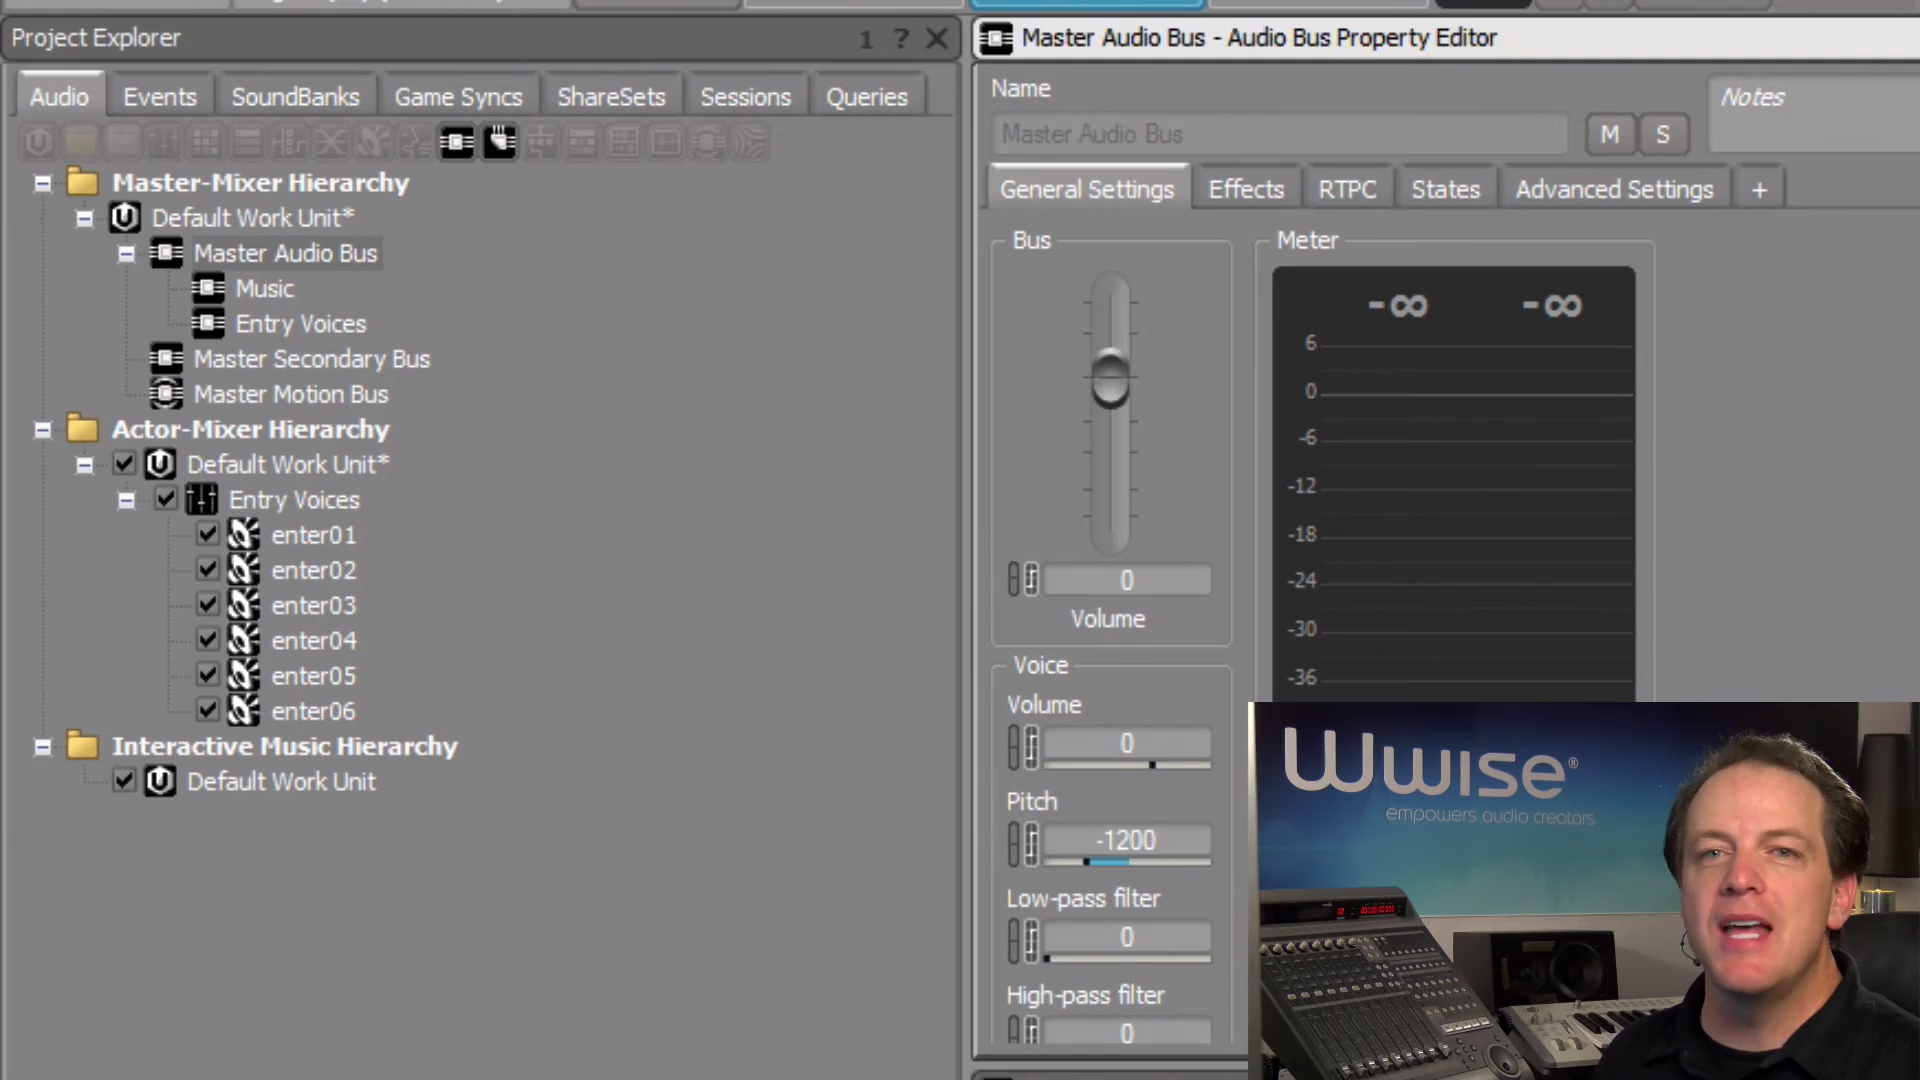 Project Explorer
1 ?
Audio
Events
SoundBanks
Game Syncs
ShareSets
Sessions
Queries
Master-Mixer Hierarchy
Default Work Unit*
Master Audio Bus
Music
Entry Voices
Master Secondary Bus
Master Motion Bus
Actor-Mixer Hierarchy
Default Work Unit*
Entry Voices
enter01
enter02
enter03
enter04
enter05
enter06
Interactive Music Hierarchy
Default Work Unit
Master Audio Bus - Audio Bus Property Editor
Name
Notes
Master Audio Bus
M S
General Settings
Effects
RTPC
States
Advanced Settings
+
Bus
0
Volume
Meter
-∞ -∞
6
0
-6
-12
-18
-24
-30
-36
Voice
Volume
0
Pitch
-1200
Low-pass filter
0
High-pass filter
0
Wwise®
empowers audio creators